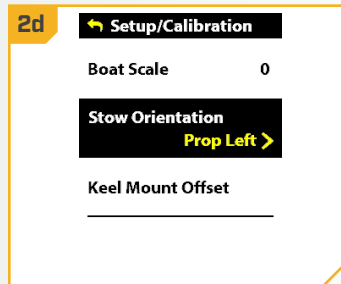 2d
Setup/Calibration
Boat Scale 0
Stow Orientation
Prop Left >
Keel Mount Offset